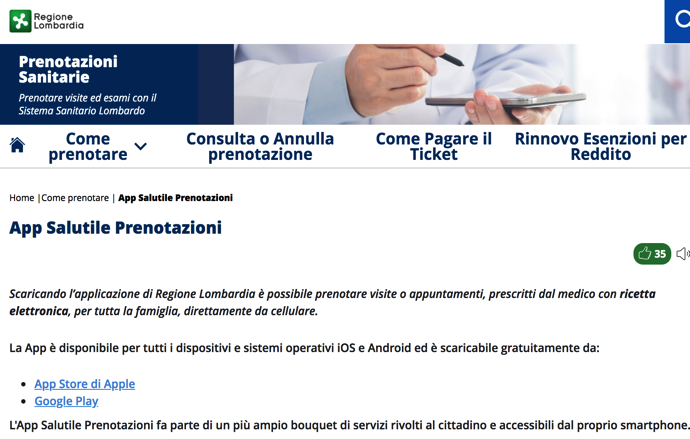 Regione
Lombardia
Prenotazioni
Sanitarie
Prenotare visite ed esami con il
Sistema Sanitario Lombardo
Come
prenotare
Consulta o Annulla
prenotazione
Come Pagare il
Ticket
Rinnovo Esenzioni per
Reddito
Home |Come prenotare | App Salutile Prenotazioni
App Salutile Prenotazioni
35
Scaricando l'applicazione di Regione Lombardia è possibile prenotare visite o appuntamenti, prescritti dal medico con ricetta
elettronica, per tutta la famiglia, direttamente da cellulare.
La App è disponibile per tutti i dispositivi e sistemi operativi iOS e Android ed è scaricabile gratuitamente da:
App Store di Apple
Google Play
L'App Salutile Prenotazioni fa parte di un più ampio bouquet di servizi rivolti al cittadino e accessibili dal proprio smartphone.